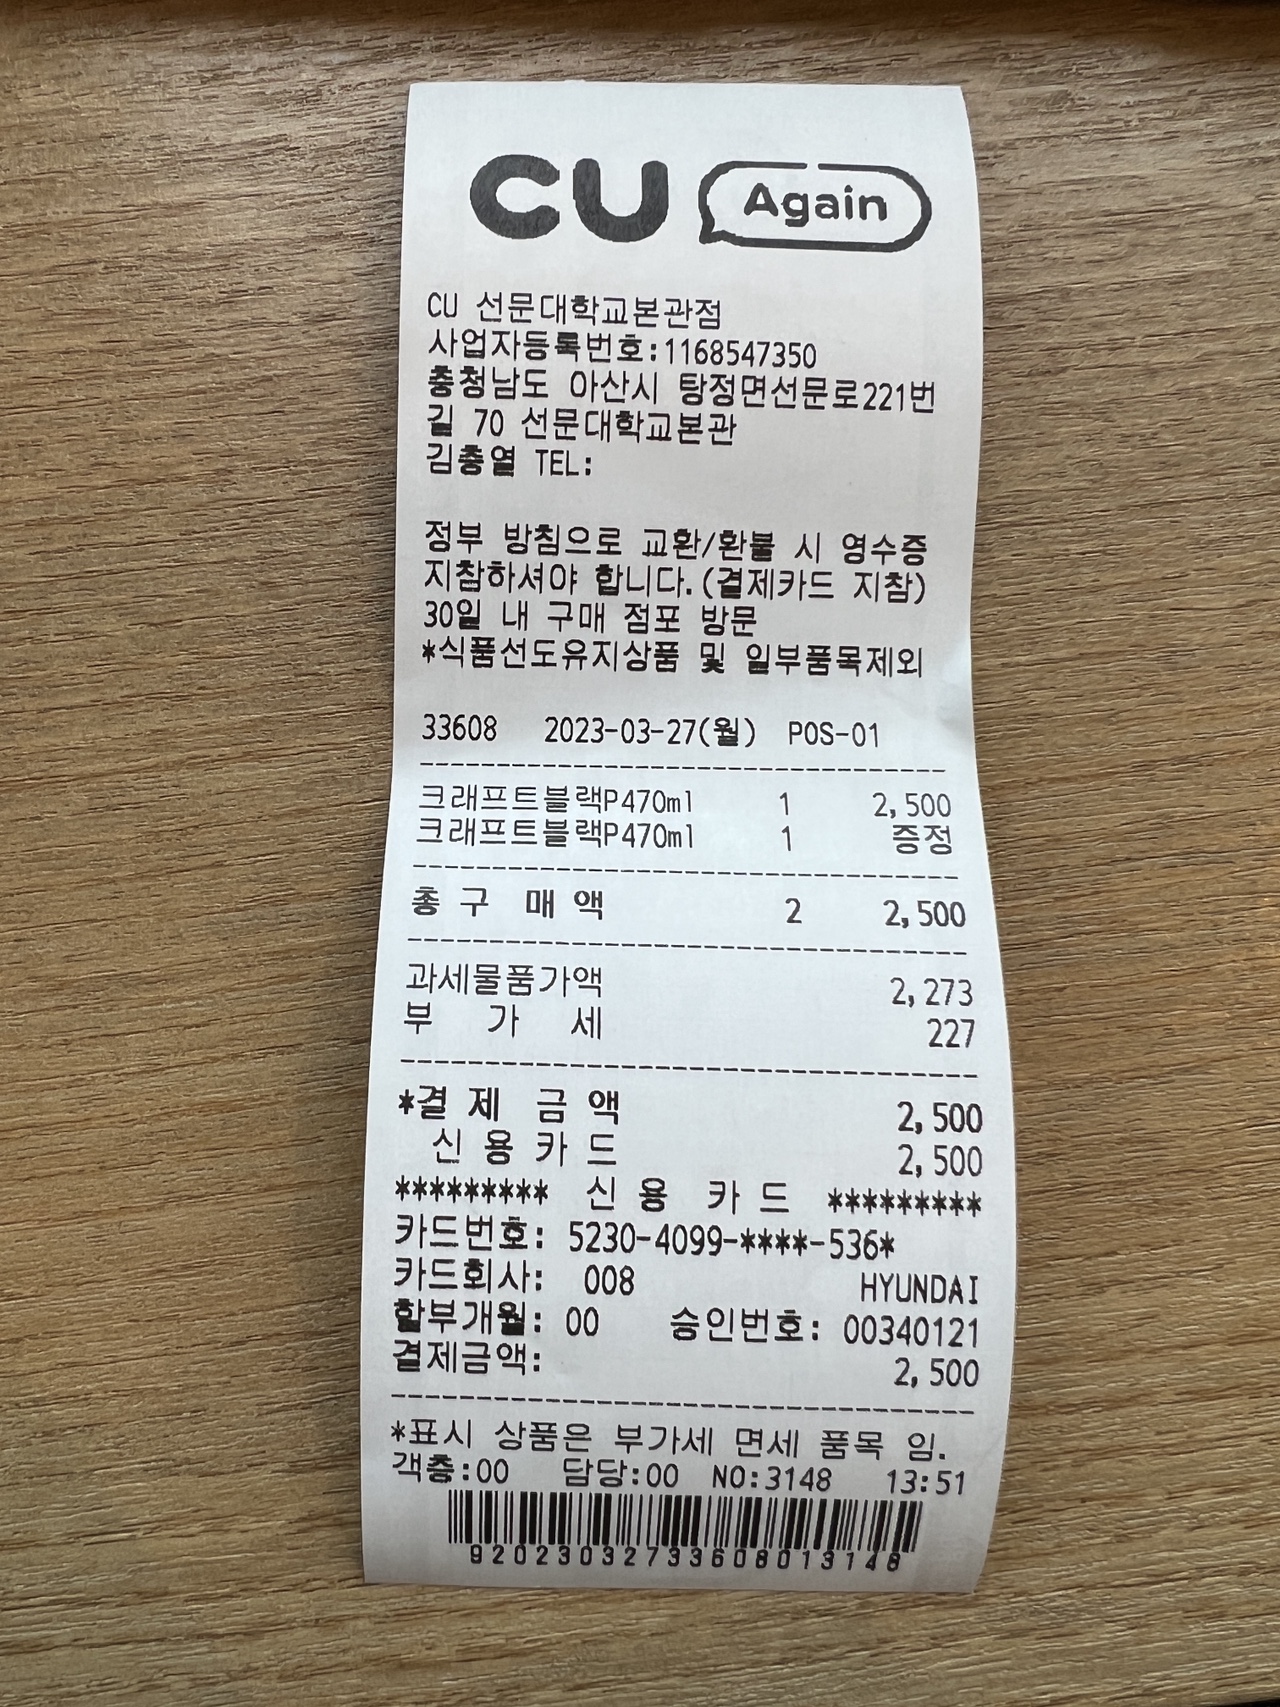 CU Again
CU 선문대학교본관점
사업자등록번호:1168547350
충청남도 아산시 탕정면선문로221번
길 70 선문대학교본관
김충열 TEL:
정부 방침으로 교환/환불 시 영수증
지참하셔야 합니다.(결제카드 지참)
30일 내 구매 점포 방문
*식품선도유지상품 및 일부품목제외
33608 2023-03-27(월) POS-01
크래프트블랙P470ml 1 2,500
크래프트블랙P470ml 1 증정
총 구 매 액 2 2,500
과세물품가액 2,273
부 가 세 227
*결 제 금 액 2,500
신 용 카 드 2,500
********* 신 용 카 드 *********
카드번호: 5230-4099-****-536*
카드회사: 008 HYUNDAI
할부개월: 00 승인번호: 00340121
결제금액: 2,500
*표시 상품은 부가세 면세 품목 임.
객층:00 담당:00 NO:3148 13:51
92023032733608013148